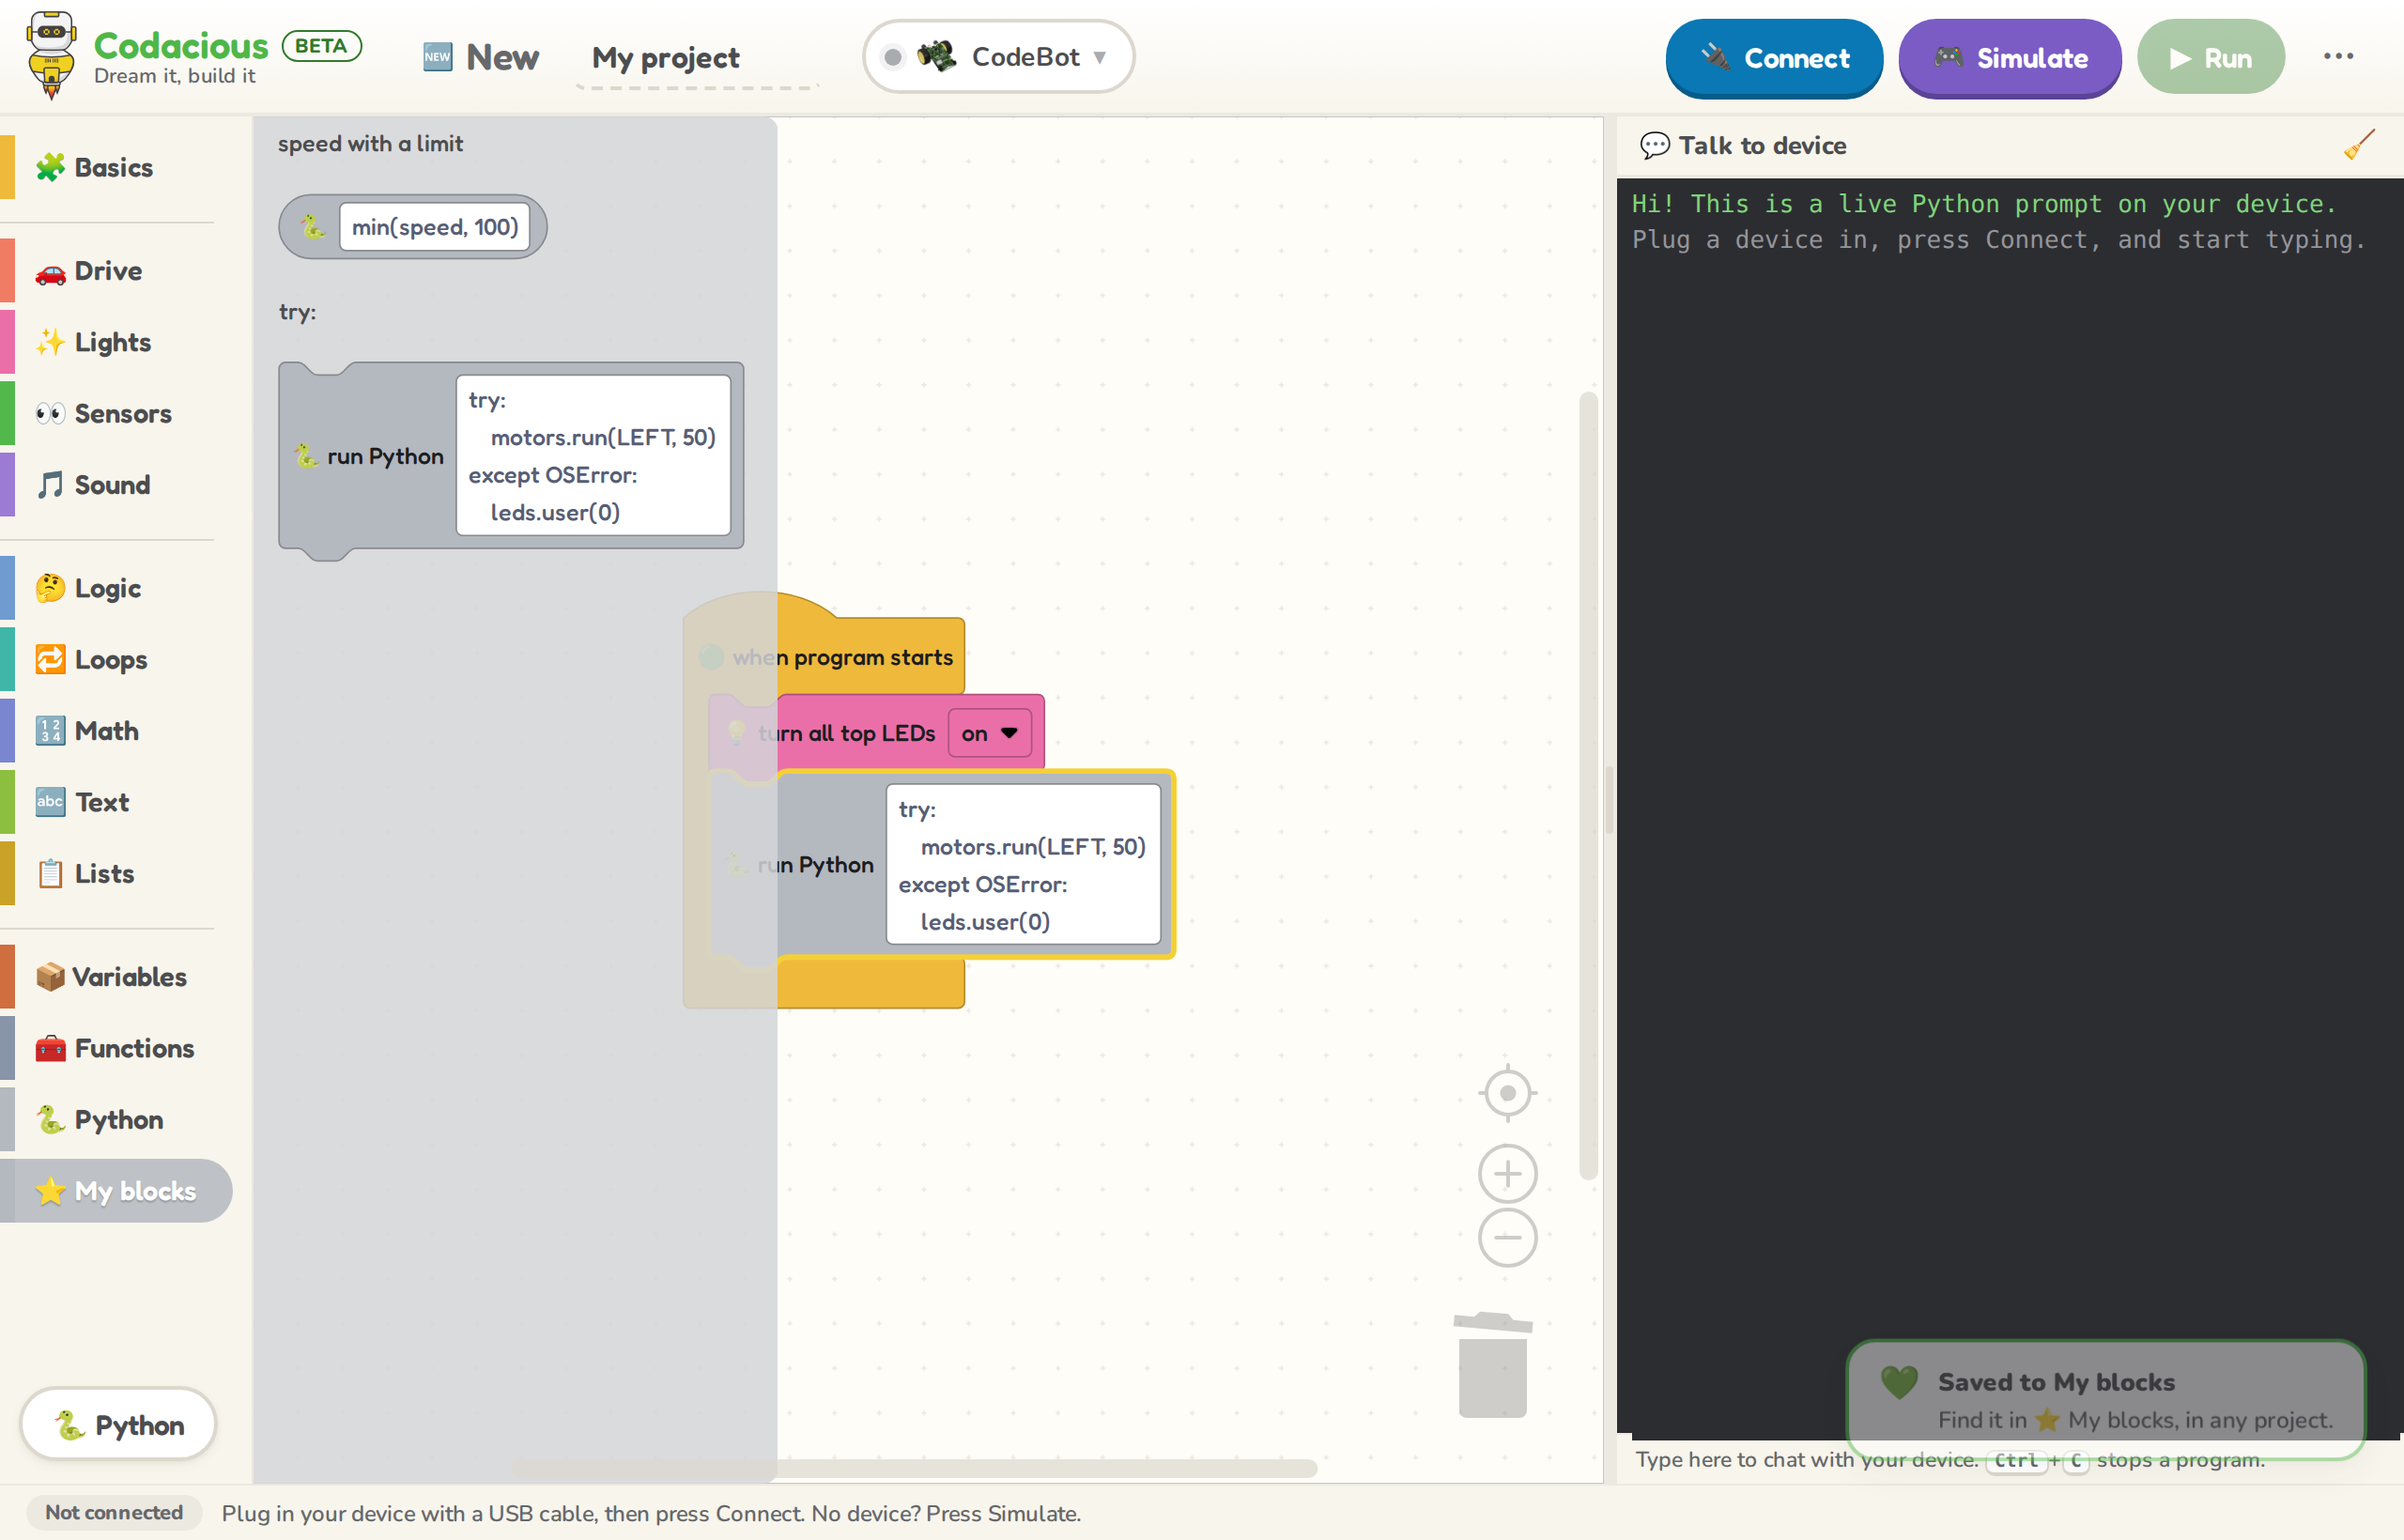 Codacious BETA
Dream it, build it
NEW New
My project
CodeBot
Connect
Simulate
Run
Basics
Drive
Lights
Sensors
Sound
Logic
Loops
1234 Math
abc Text
Lists
Variables
Functions
Python
My blocks
Python
speed with a limit
min(speed, 100)
try:
run Python
try:
motors.run(LEFT, 50)
except OSError:
leds.user(0)
when program starts
turn all top LEDs on
run Python
try:
motors.run(LEFT, 50)
except OSError:
leds.user(0)
Talk to device
Hi! This is a live Python prompt on your device.
Plug a device in, press Connect, and start typing.
Saved to My blocks
Find it in My blocks, in any project.
Type here to chat with your device. Ctrl + C stops a program.
Not connected
Plug in your device with a USB cable, then press Connect. No device? Press Simulate.